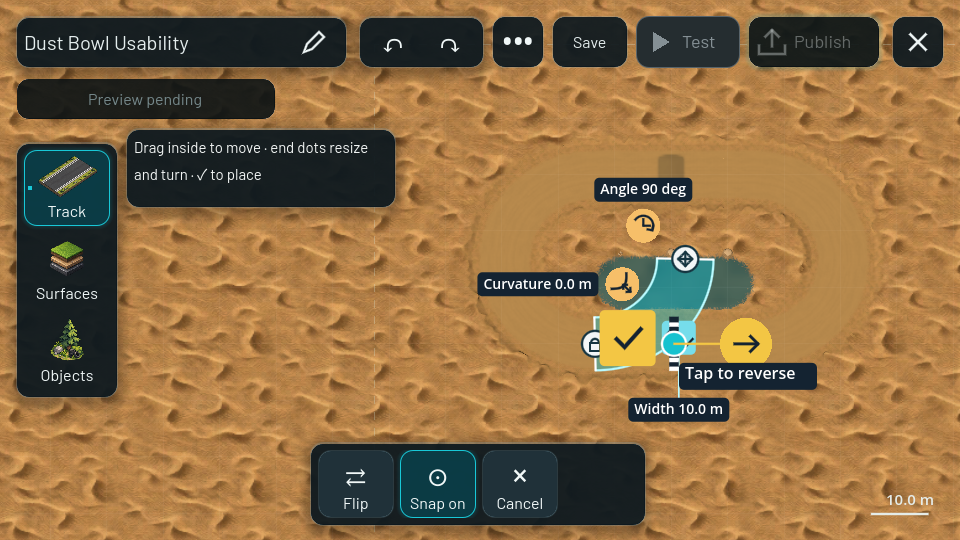 Dust Bowl Usability
Save
Test
Publish
Preview pending
Drag inside to move · end dots resize
and turn · ✓ to place
Track
Surfaces
Objects
Angle 90 deg
Curvature 0.0 m
Tap to reverse
Width 10.0 m
Flip
Snap on
Cancel
10.0 m